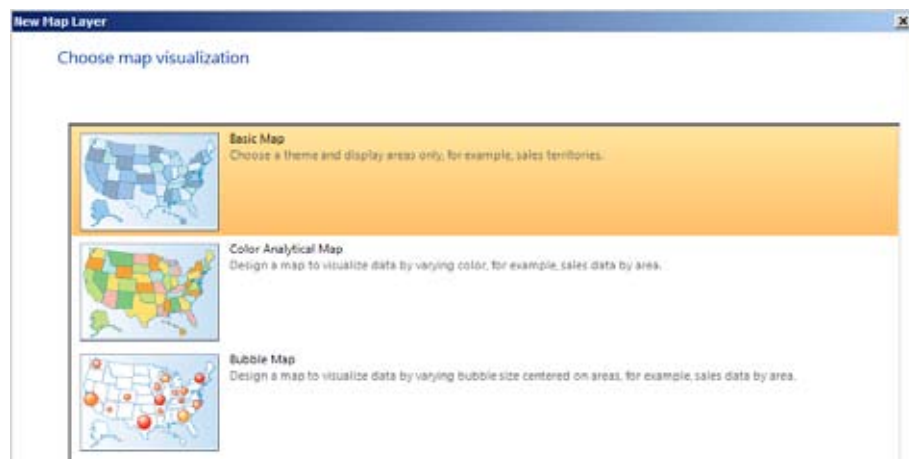 New Map Layer
Choose map visualization
Basic Map
Choose a theme and display areas only, for example, sales territories.
Color Analytical Map
Design a map to visualize data by varying color, for example, sales data by area.
Bubble Map
Design a map to visualize data by varying bubble size centered on areas, for example, sales data by area.